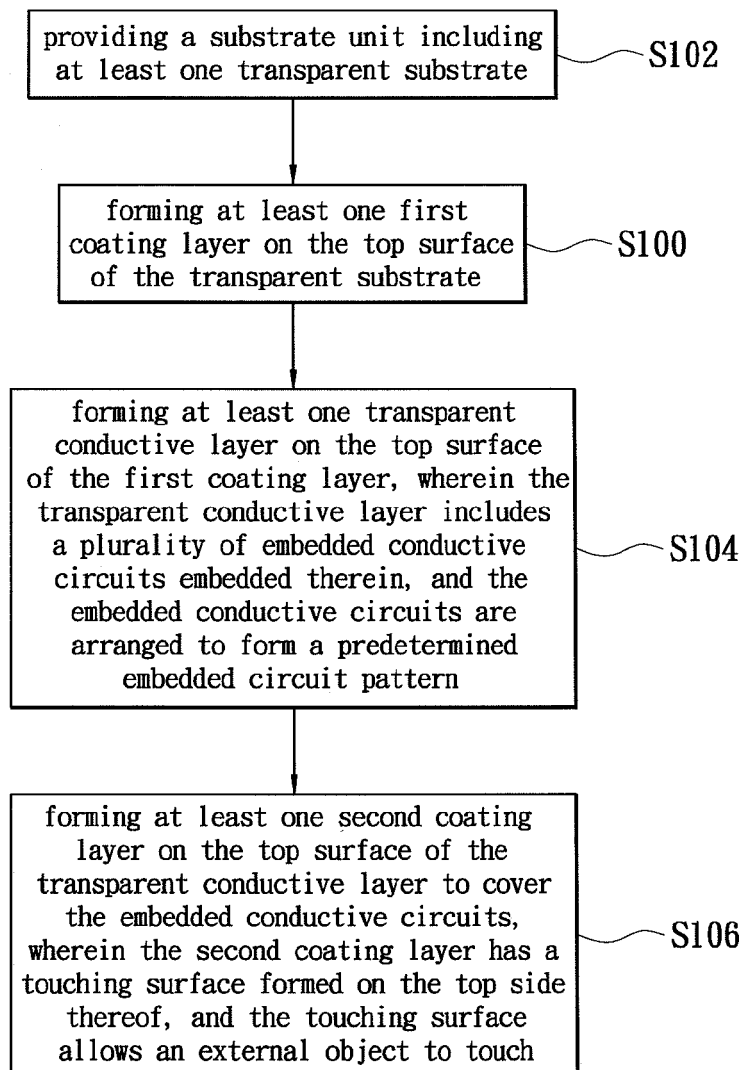 providing a substrate unit including
at least one transparent substrate
S102
forming at least one first
coating layer on the top surface
of the transparent substrate
S100
forming at least one transparent
conductive layer on the top surface
of the first coating layer, wherein the
transparent conductive layer includes
a plurality of embedded conductive
circuits embedded therein, and the
embedded conductive circuits are
arranged to form a predetermined
embedded circuit pattern
S104
forming at least one second coating
layer on the top surface of the
transparent conductive layer to cover
the embedded conductive circuits,
wherein the second coating layer has a
touching surface formed on the top side
thereof, and the touching surface
allows an external object to touch
S106